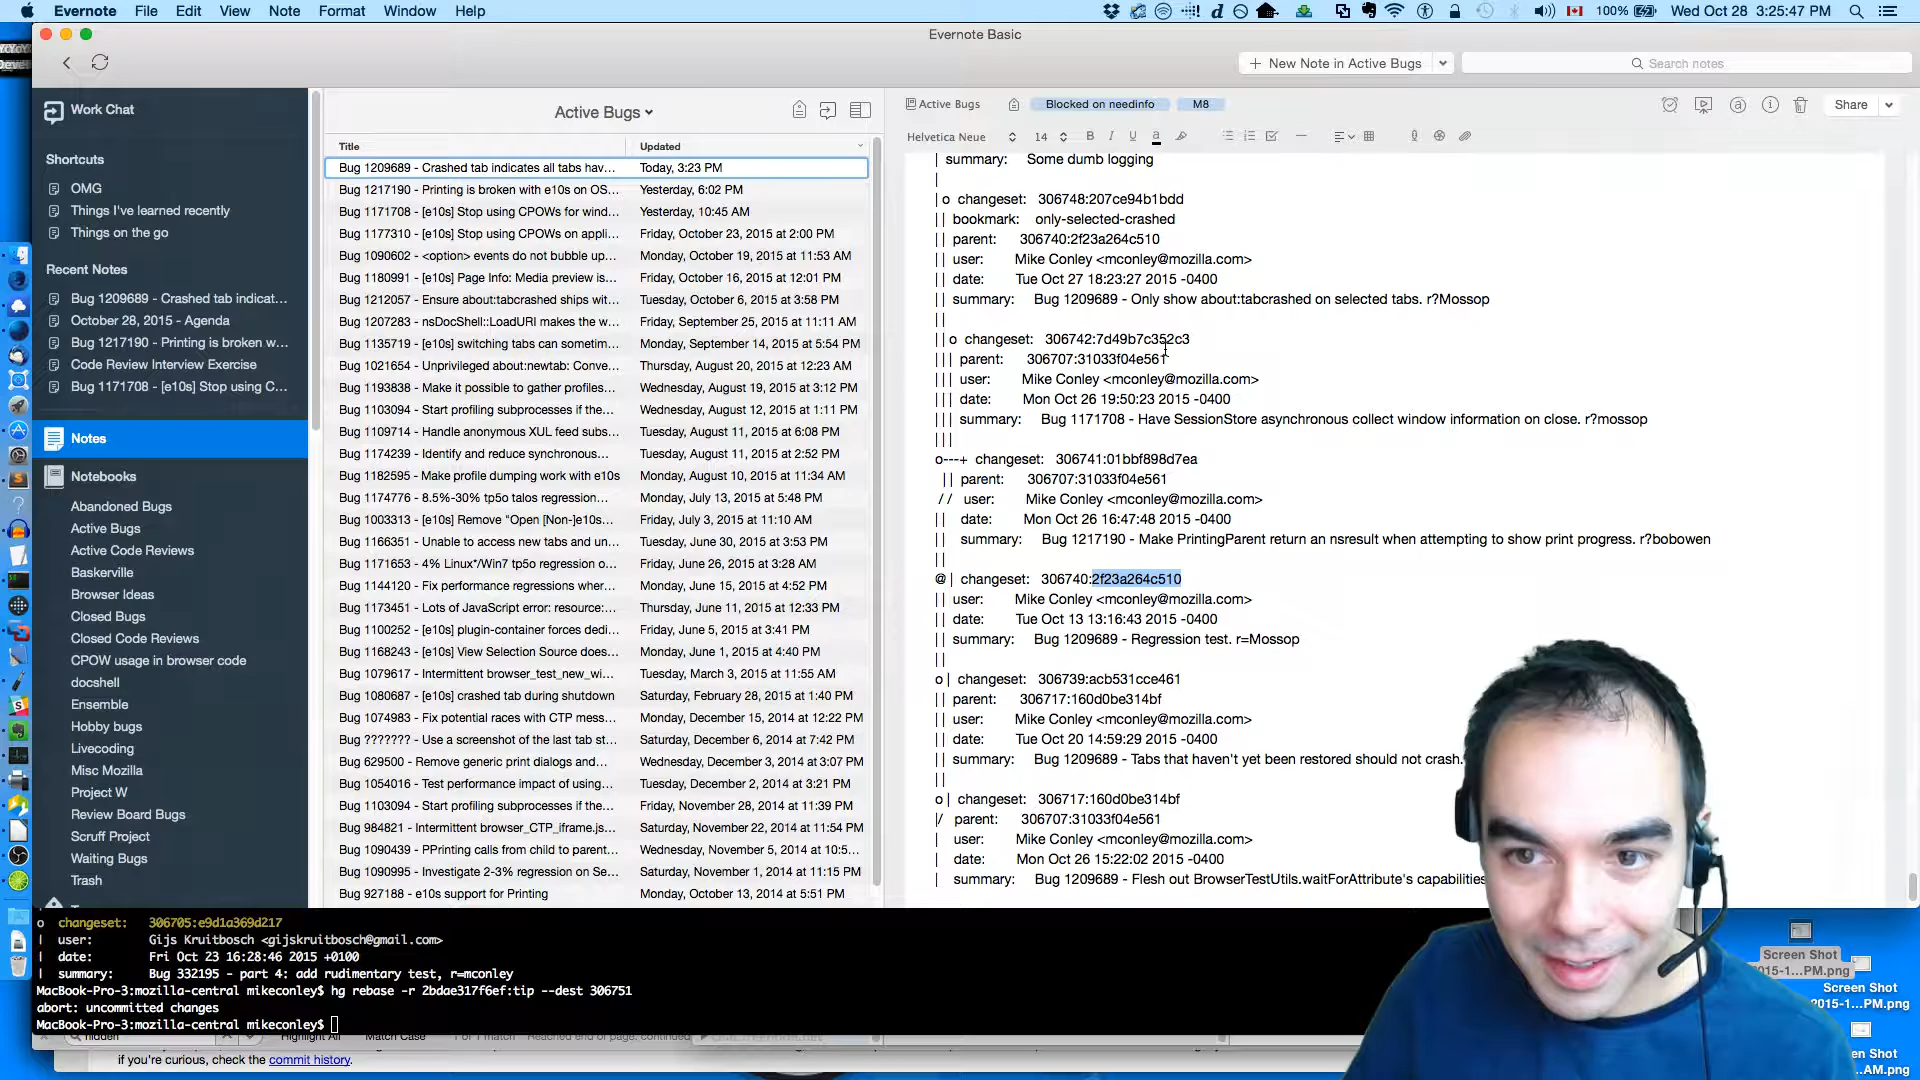 Evernote File Edit View Note Format Window Help
100% Wed Oct 28 3:25:47 PM
Evernote Basic
New Note in Active Bugs
Search notes
Work Chat
Shortcuts
OMG
Things I've learned recently
Things on the go
Recent Notes
Bug 1209689 - Crashed tab indicat...
October 28, 2015 - Agenda
Bug 1217190 - Printing is broken w...
Code Review Interview Exercise
Bug 1171708 - [e10s] Stop using C...
Notes
Notebooks
Abandoned Bugs
Active Bugs
Active Code Reviews
Baskerville
Browser Ideas
Closed Bugs
Closed Code Reviews
CPOW usage in browser code
docshell
Ensemble
Hobby bugs
Livecoding
Misc Mozilla
Project W
Review Board Bugs
Scruff Project
Waiting Bugs
Trash
Active Bugs
Title Updated
Bug 1209689 - Crashed tab indicates all tabs hav... Today, 3:23 PM
Bug 1217190 - Printing is broken with e10s on OS... Yesterday, 6:02 PM
Bug 1171708 - [e10s] Stop using CPOWs for wind... Yesterday, 10:45 AM
Bug 1177310 - [e10s] Stop using CPOWs on appli... Friday, October 23, 2015 at 2:00 PM
Bug 1090602 - <option> events do not bubble up... Monday, October 19, 2015 at 11:53 AM
Bug 1180991 - [e10s] Page Info: Media preview is... Friday, October 16, 2015 at 12:01 PM
Bug 1212057 - Ensure about:tabcrashed ships wit... Tuesday, October 6, 2015 at 3:58 PM
Bug 1207283 - nsDocShell::LoadURI makes the w... Friday, September 25, 2015 at 11:11 AM
Bug 1135719 - [e10s] switching tabs can sometim... Monday, September 14, 2015 at 5:54 PM
Bug 1021654 - Unprivileged about:newtab: Conve... Thursday, August 20, 2015 at 12:23 AM
Bug 1193838 - Make it possible to gather profiles... Wednesday, August 19, 2015 at 3:12 PM
Bug 1103094 - Start profiling subprocesses if the... Wednesday, August 12, 2015 at 1:11 PM
Bug 1109714 - Handle anonymous XUL feed subs... Tuesday, August 11, 2015 at 6:08 PM
Bug 1174239 - Identify and reduce synchronous... Tuesday, August 11, 2015 at 2:52 PM
Bug 1182595 - Make profile dumping work with e10s Monday, August 10, 2015 at 11:34 AM
Bug 1174776 - 8.5%-30% tp5o talos regression... Monday, July 13, 2015 at 5:48 PM
Bug 1003313 - [e10s] Remove "Open [Non-]e10s... Friday, July 3, 2015 at 11:10 AM
Bug 1166351 - Unable to access new tabs and un... Tuesday, June 30, 2015 at 3:53 PM
Bug 1171653 - 4% Linux*/Win7 tp5o regression o... Friday, June 26, 2015 at 3:28 AM
Bug 1144120 - Fix performance regressions wher... Monday, June 15, 2015 at 4:52 PM
Bug 1173451 - Lots of JavaScript error: resource:... Thursday, June 11, 2015 at 12:33 PM
Bug 1100252 - [e10s] plugin-container forces dedi... Friday, June 5, 2015 at 3:41 PM
Bug 1168243 - [e10s] View Selection Source does... Monday, June 1, 2015 at 4:40 PM
Bug 1079617 - Intermittent browser_test_new_wi... Tuesday, March 3, 2015 at 11:55 AM
Bug 1080687 - [e10s] crashed tab during shutdown Saturday, February 28, 2015 at 1:40 PM
Bug 1074983 - Fix potential races with CTP mess... Monday, December 15, 2014 at 12:22 PM
Bug ??????? - Use a screenshot of the last tab st... Saturday, December 6, 2014 at 7:42 PM
Bug 629500 - Remove generic print dialogs and... Wednesday, December 3, 2014 at 3:07 PM
Bug 1054016 - Test performance impact of using... Tuesday, December 2, 2014 at 3:21 PM
Bug 1103094 - Start profiling subprocesses if the... Friday, November 28, 2014 at 11:39 PM
Bug 984821 - Intermittent browser_CTP_iframe.js... Saturday, November 22, 2014 at 11:54 PM
Bug 1090439 - PPrinting calls from child to parent... Wednesday, November 5, 2014 at 10:5...
Bug 1090995 - Investigate 2-3% regression on Se... Saturday, November 1, 2014 at 11:15 PM
Bug 927188 - e10s support for Printing Monday, October 13, 2014 at 5:51 PM
Active Bugs Blocked on needinfo M8 Share
Helvetica Neue 14 B I U a
| summary: Some dumb logging
|
| o changeset: 306748:207ce94b1bdd
| | bookmark: only-selected-crashed
| | parent: 306740:2f23a264c510
| | user: Mike Conley <mconley@mozilla.com>
| | date: Tue Oct 27 18:23:27 2015 -0400
| | summary: Bug 1209689 - Only show about:tabcrashed on selected tabs. r?Mossop
| |
| | o changeset: 306742:7d49b7c352c3
| | | parent: 306707:31033f04e561
| | | user: Mike Conley <mconley@mozilla.com>
| | | date: Mon Oct 26 19:50:23 2015 -0400
| | | summary: Bug 1171708 - Have SessionStore asynchronous collect window information on close. r?mossop
| | |
o---+ changeset: 306741:01bbf898d7ea
| | parent: 306707:31033f04e561
/ / user: Mike Conley <mconley@mozilla.com>
| | date: Mon Oct 26 16:47:48 2015 -0400
| | summary: Bug 1217190 - Make PrintingParent return an nsresult when attempting to show print progress. r?bobowen
| |
@ | changeset: 306740:2f23a264c510
| | user: Mike Conley <mconley@mozilla.com>
| | date: Tue Oct 13 13:16:43 2015 -0400
| | summary: Bug 1209689 - Regression test. r=Mossop
| |
o | changeset: 306739:acb531cce461
| | parent: 306717:160d0be314bf
| | user: Mike Conley <mconley@mozilla.com>
| | date: Tue Oct 20 14:59:29 2015 -0400
| | summary: Bug 1209689 - Tabs that haven't yet been restored should not crash.
| |
o | changeset: 306717:160d0be314bf
|/ parent: 306707:31033f04e561
| user: Mike Conley <mconley@mozilla.com>
| date: Mon Oct 26 15:22:02 2015 -0400
| summary: Bug 1209689 - Flesh out BrowserTestUtils.waitForAttribute's capabilities
o changeset: 306705:e9d1a369d217
| user: Gijs Kruitbosch <gijskruitbosch@gmail.com>
| date: Fri Oct 23 16:28:46 2015 +0100
| summary: Bug 332195 - part 4: add rudimentary test, r=mconley
MacBook-Pro-3:mozilla-central mikeconley$ hg rebase -r 2bdae317f6ef:tip --dest 306751
abort: uncommitted changes
MacBook-Pro-3:mozilla-central mikeconley$
hidden Highlight All Match Case 1 of 1 match Reached end of page, continued
if you're curious, check the commit history.
Screen Shot
2015-1...PM.png
Screen Shot
2015-1...PM.png
een Shot
...AM.png